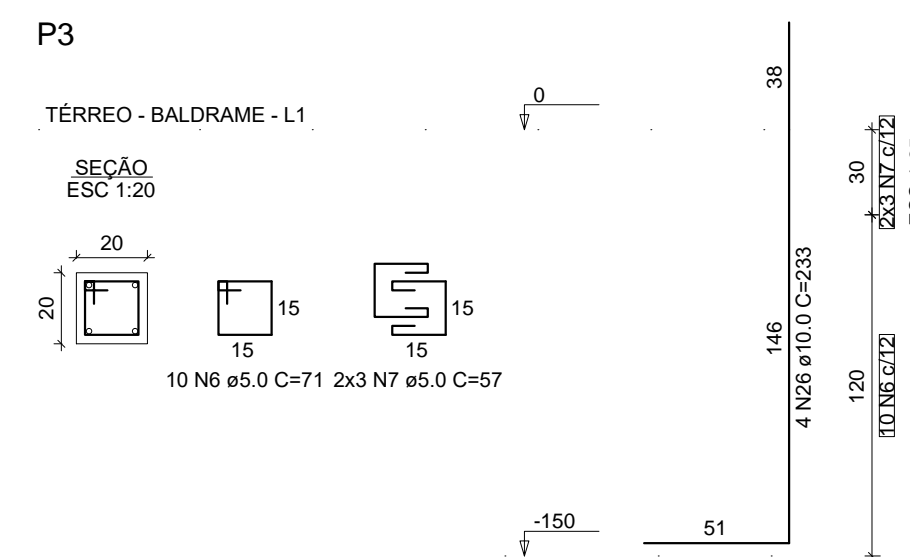 P3
38
0
TÉRREO - BALDRAME - L1
SEÇÃO
ESC 1:20
30
2x3 N7 c/12
20
20
15
15
15
15
10 N6 ø5.0 C=71
2x3 N7 ø5.0 C=57
146
4 N26 ø10.0 C=233
120
10 N6 c/12
-150
51